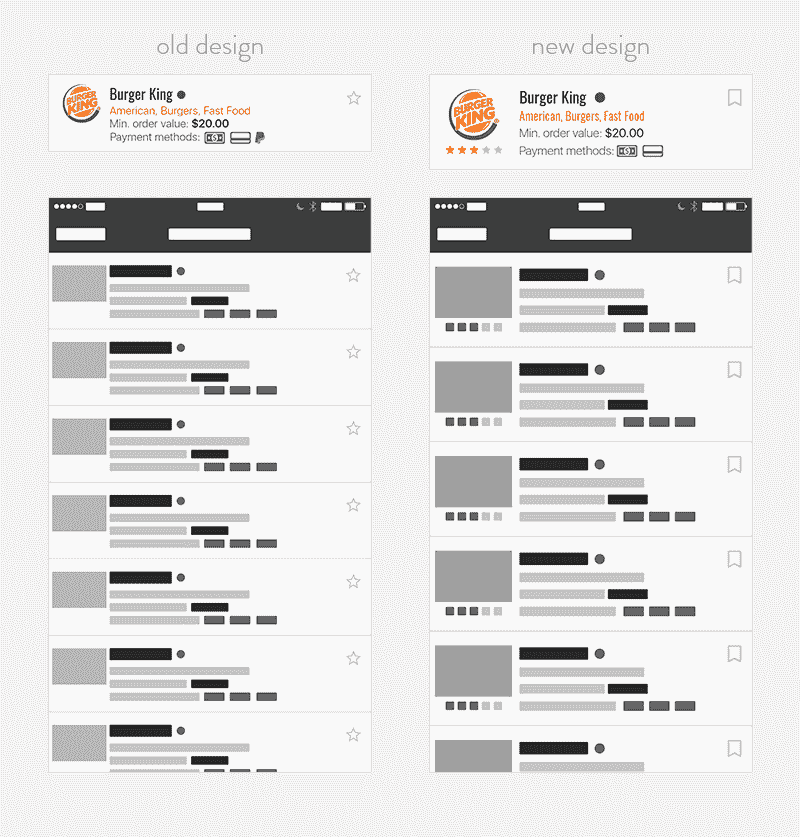 old design
new design
BURGER
KING
Burger King
American, Burgers, Fast Food
Min. order value: $20.00
Payment methods:
BURGER
KING
Burger King
American, Burgers, Fast Food
Min. order value: $20.00
Payment methods: